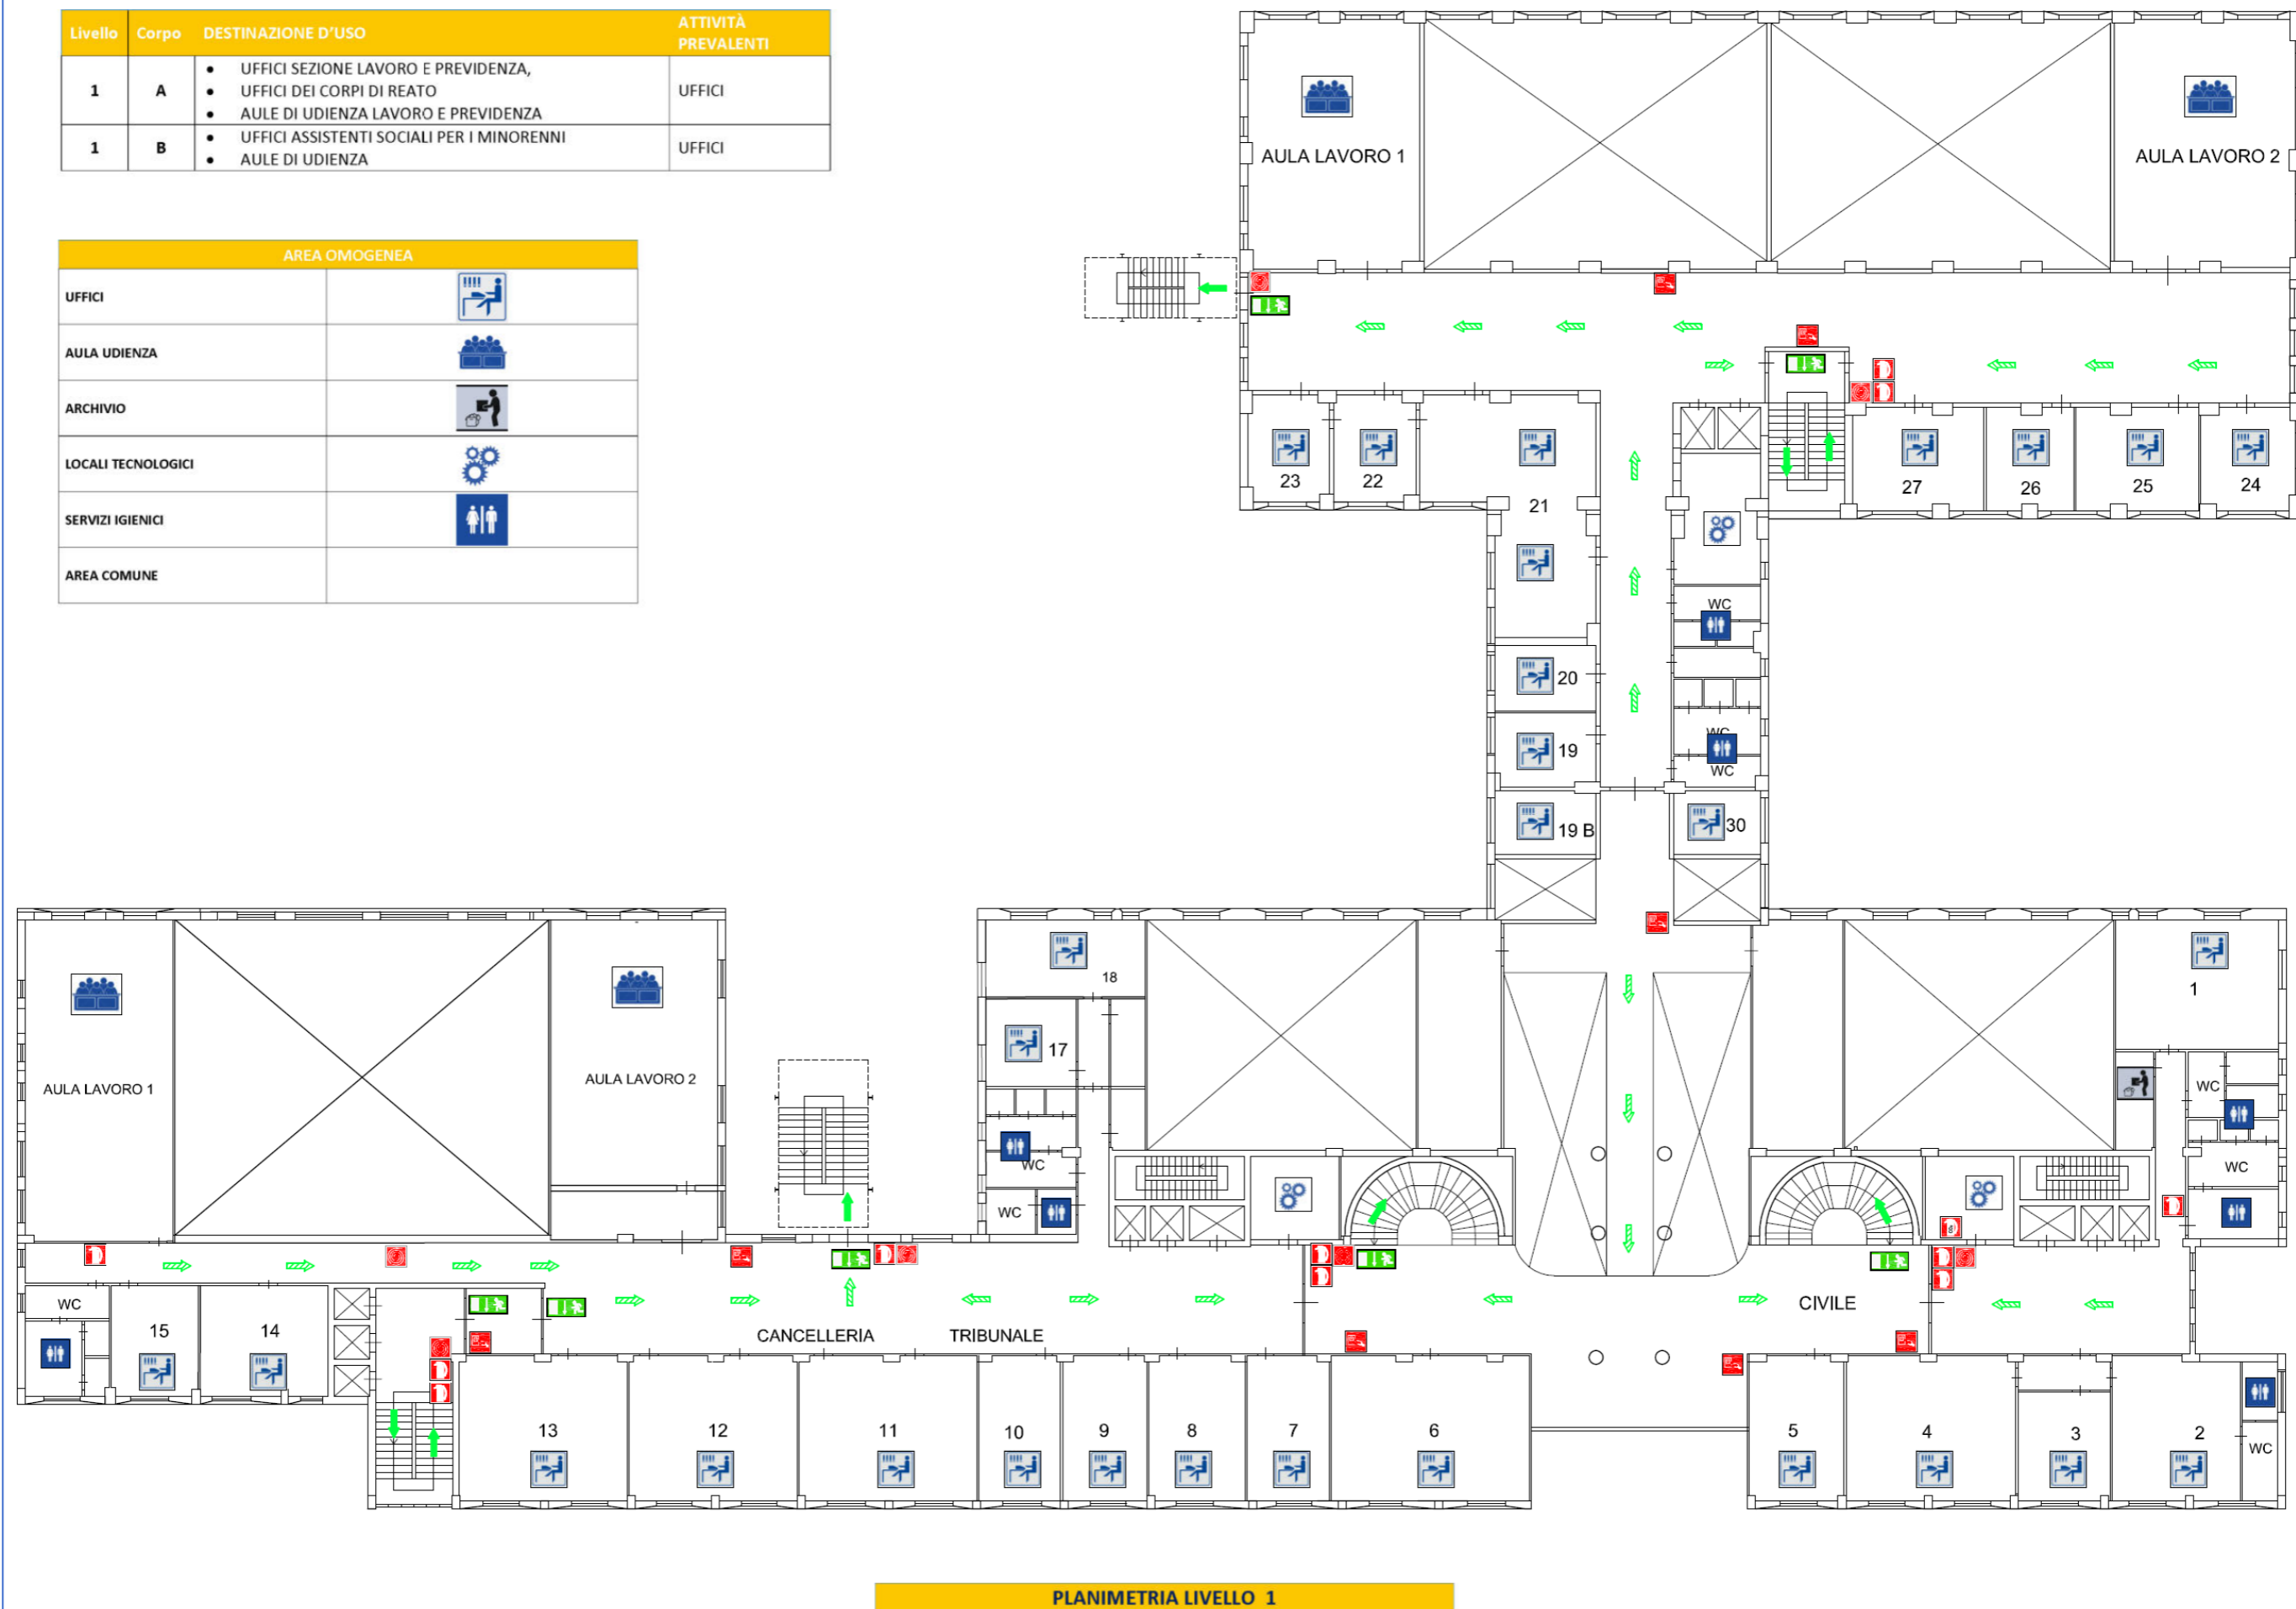 Livello Corpo DESTINAZIONE D'USO ATTIVITÀ PREVALENTI
1 A • UFFICI SEZIONE LAVORO E PREVIDENZA,
• UFFICI DEI CORPI DI REATO
• AULE DI UDIENZA LAVORO E PREVIDENZA
UFFICI
1 B • UFFICI ASSISTENTI SOCIALI PER I MINORENNI
• AULE DI UDIENZA
UFFICI
AREA OMOGENEA
UFFICI
AULA UDIENZA
ARCHIVIO
LOCALI TECNOLOGICI
SERVIZI IGIENICI
AREA COMUNE
AULA LAVORO 1
AULA LAVORO 2
23
22
21
27
26
25
24
WC
20
19
WC
WC
19 B
30
18
17
WC
WC
1
WC
WC
AULA LAVORO 1
AULA LAVORO 2
WC
15
14
CANCELLERIA TRIBUNALE
CIVILE
13
12
11
10
9
8
7
6
5
4
3
2
WC
PLANIMETRIA LIVELLO 1